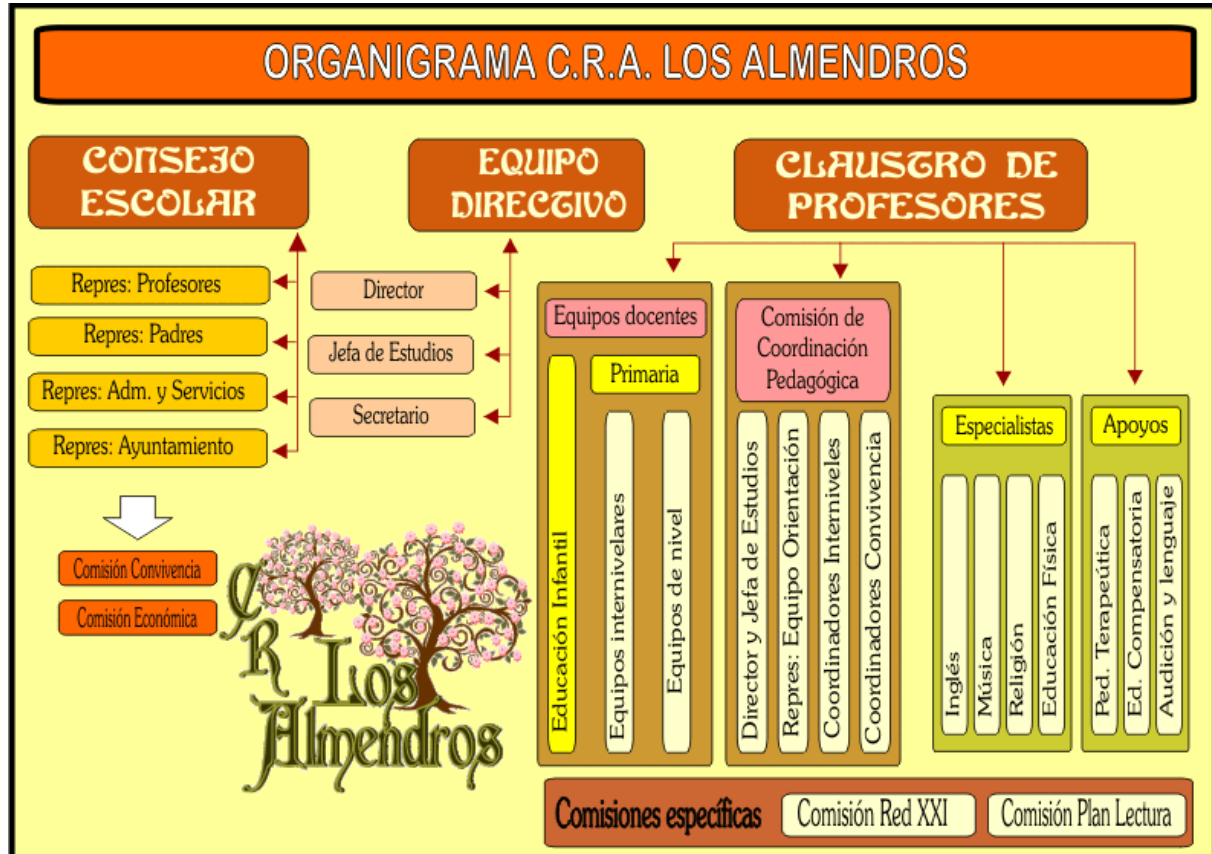 ORGANIGRAMA C.R.A. LOS ALMENDROS
CONSEJO
ESCOLAR
Repres: Profesores
Repres: Padres
Repres: Adm. y Servicios
Repres: Ayuntamiento
Comisión Convivencia
Comisión Económica
EQUIPO
DIRECTIVO
Director
Jefa de Estudios
Secretario
CLAUSTRO DE
PROFESORES
Equipos docentes
Educación Infantil
Primaria
Equipos internivelares
Equipos de nivel
Comisión de
Coordinación
Pedagógica
Director y Jefa de Estudios
Repres: Equipo Orientación
Coordinadores Interniveles
Coordinadores Convivencia
Especialistas
Inglés
Música
Religión
Educación Física
Apoyos
Ped. Terapeútica
Ed. Compensatoria
Audición y lenguaje
CRA
Los
Almendros
Comisiones específicas
Comisión Red XXI
Comisión Plan Lectura